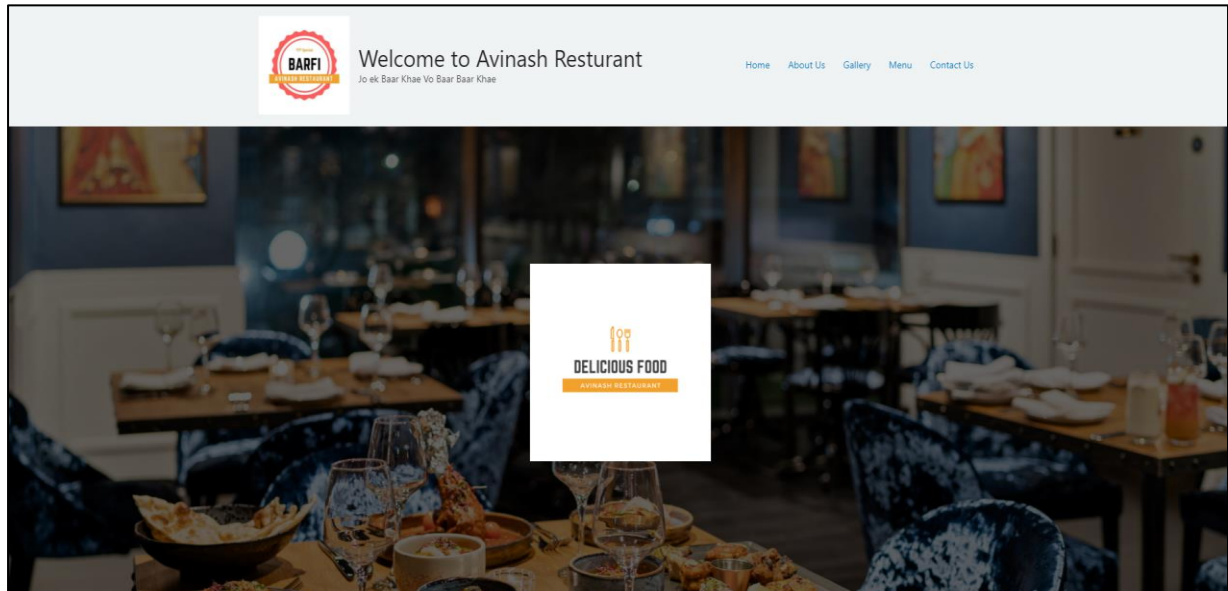 BARFI
AVINASH RESTAURANT
Welcome to Avinash Resturant
Jo ek Baar Khae Vo Baar Baar Khae
Home About Us Gallery Menu Contact Us
DELICIOUS FOOD
AVINASH RESTAURANT